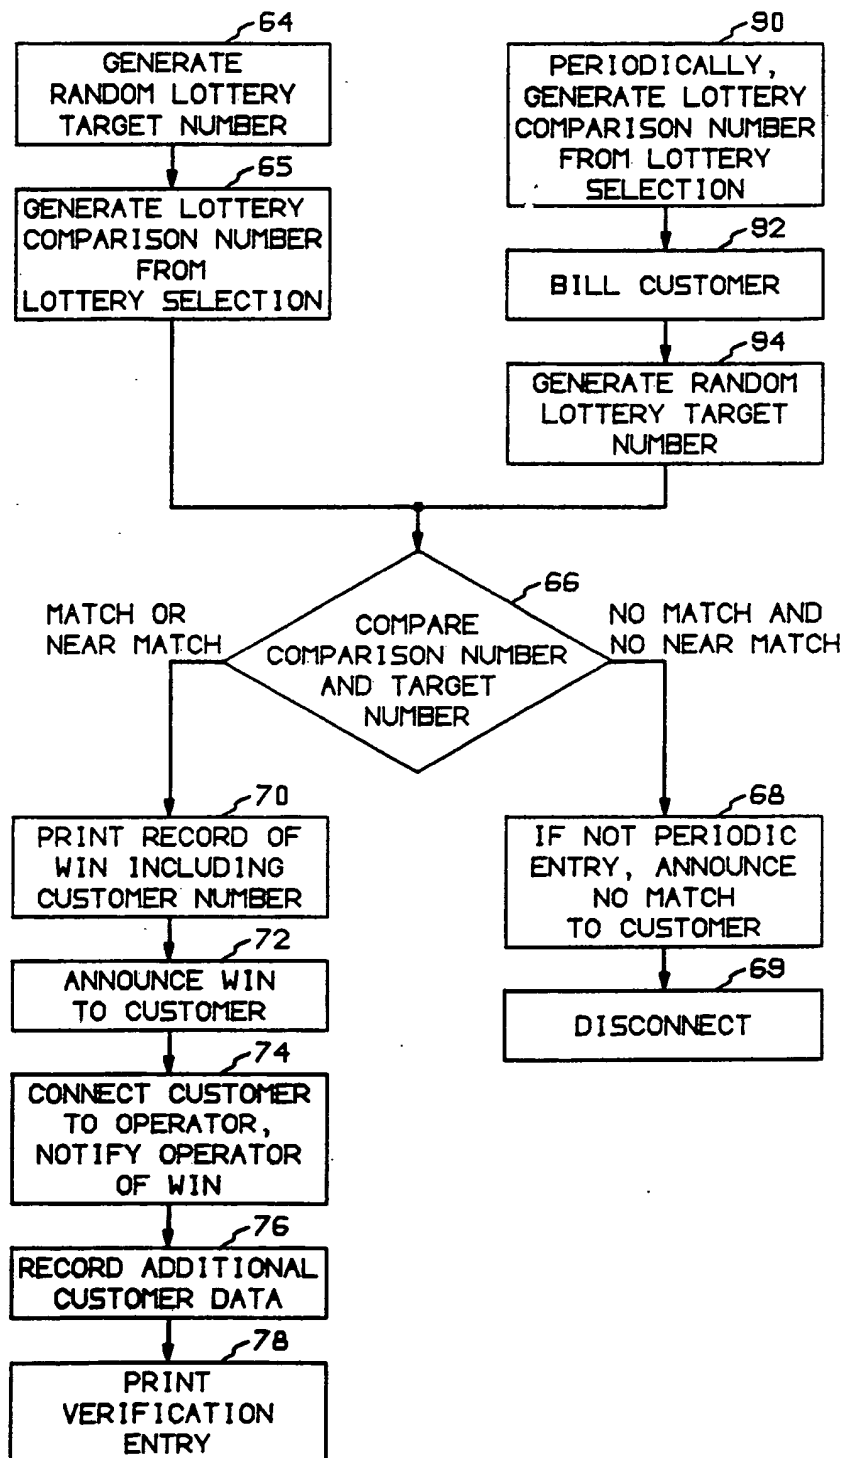 64
GENERATE
RANDOM LOTTERY
TARGET NUMBER
65
GENERATE LOTTERY
COMPARISON NUMBER
FROM
LOTTERY SELECTION
90
PERIODICALLY,
GENERATE LOTTERY
COMPARISON NUMBER
FROM LOTTERY
SELECTION
92
BILL CUSTOMER
94
GENERATE RANDOM
LOTTERY TARGET
NUMBER
66
COMPARE
COMPARISON NUMBER
AND TARGET
NUMBER
MATCH OR
NEAR MATCH
NO MATCH AND
NO NEAR MATCH
70
PRINT RECORD OF
WIN INCLUDING
CUSTOMER NUMBER
72
ANNOUNCE WIN
TO CUSTOMER
74
CONNECT CUSTOMER
TO OPERATOR,
NOTIFY OPERATOR
OF WIN
76
RECORD ADDITIONAL
CUSTOMER DATA
78
PRINT
VERIFICATION
ENTRY
68
IF NOT PERIODIC
ENTRY, ANNOUNCE
NO MATCH
TO CUSTOMER
69
DISCONNECT